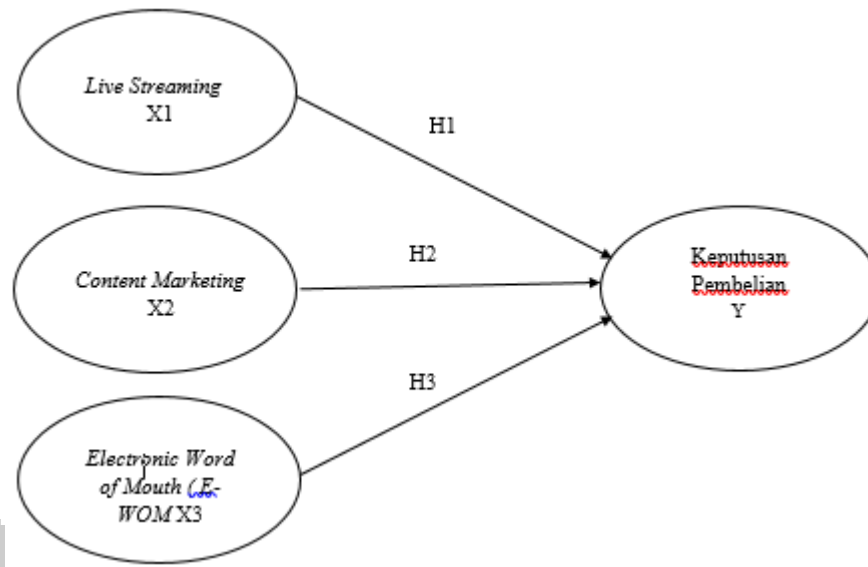 Live Streaming
X1
H1
Content Marketing
X2
H2
Keputusan
Pembelian
Y
H3
Electronic Word
of Mouth ( E-
WOM X3